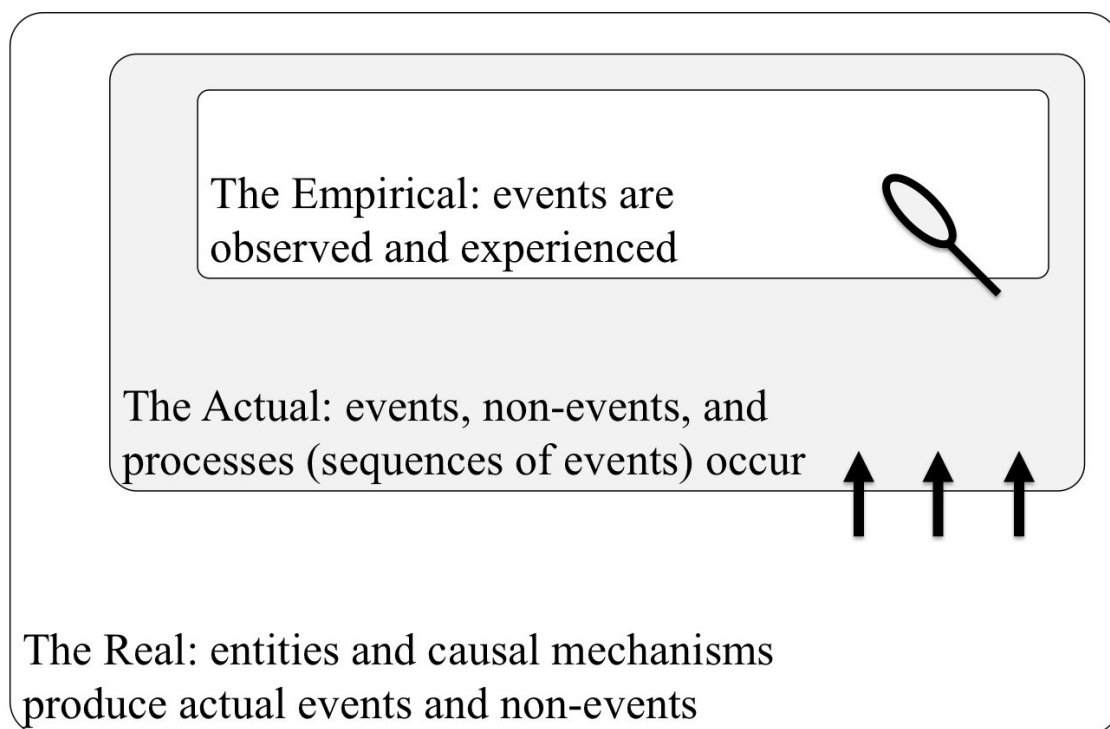 The Empirical: events are
observed and experienced
The Actual: events, non-events, and
processes (sequences of events) occur
The Real: entities and causal mechanisms
produce actual events and non-events